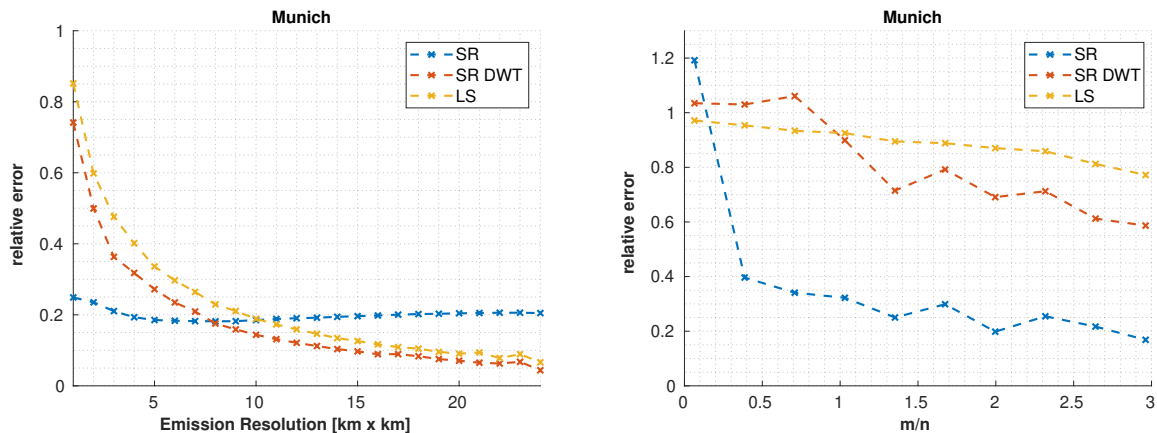 Munich
1
0.8
0.6
0.4
0.2
0
relative error
5
10
15
20
Emission Resolution [km x km]
SR
SR DWT
LS
Munich
1.2
1
0.8
0.6
0.4
0.2
0
relative error
0
0.5
1
1.5
2
2.5
3
m/n
SR
SR DWT
LS